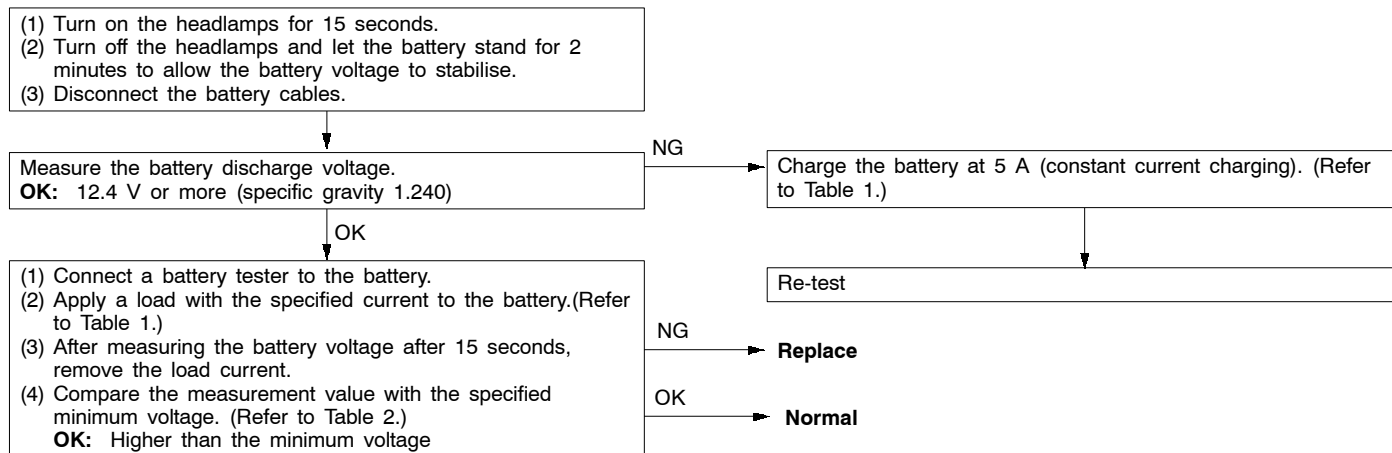 (1) Turn on the headlamps for 15 seconds.
(2) Turn off the headlamps and let the battery stand for 2
minutes to allow the battery voltage to stabilise.
(3) Disconnect the battery cables.
Measure the battery discharge voltage.
OK: 12.4 V or more (specific gravity 1.240)
NG
Charge the battery at 5 A (constant current charging). (Refer
to Table 1.)
Re-test
OK
(1) Connect a battery tester to the battery.
(2) Apply a load with the specified current to the battery.(Refer
to Table 1.)
(3) After measuring the battery voltage after 15 seconds,
remove the load current.
(4) Compare the measurement value with the specified
minimum voltage. (Refer to Table 2.)
OK: Higher than the minimum voltage
NG
Replace
OK
Normal